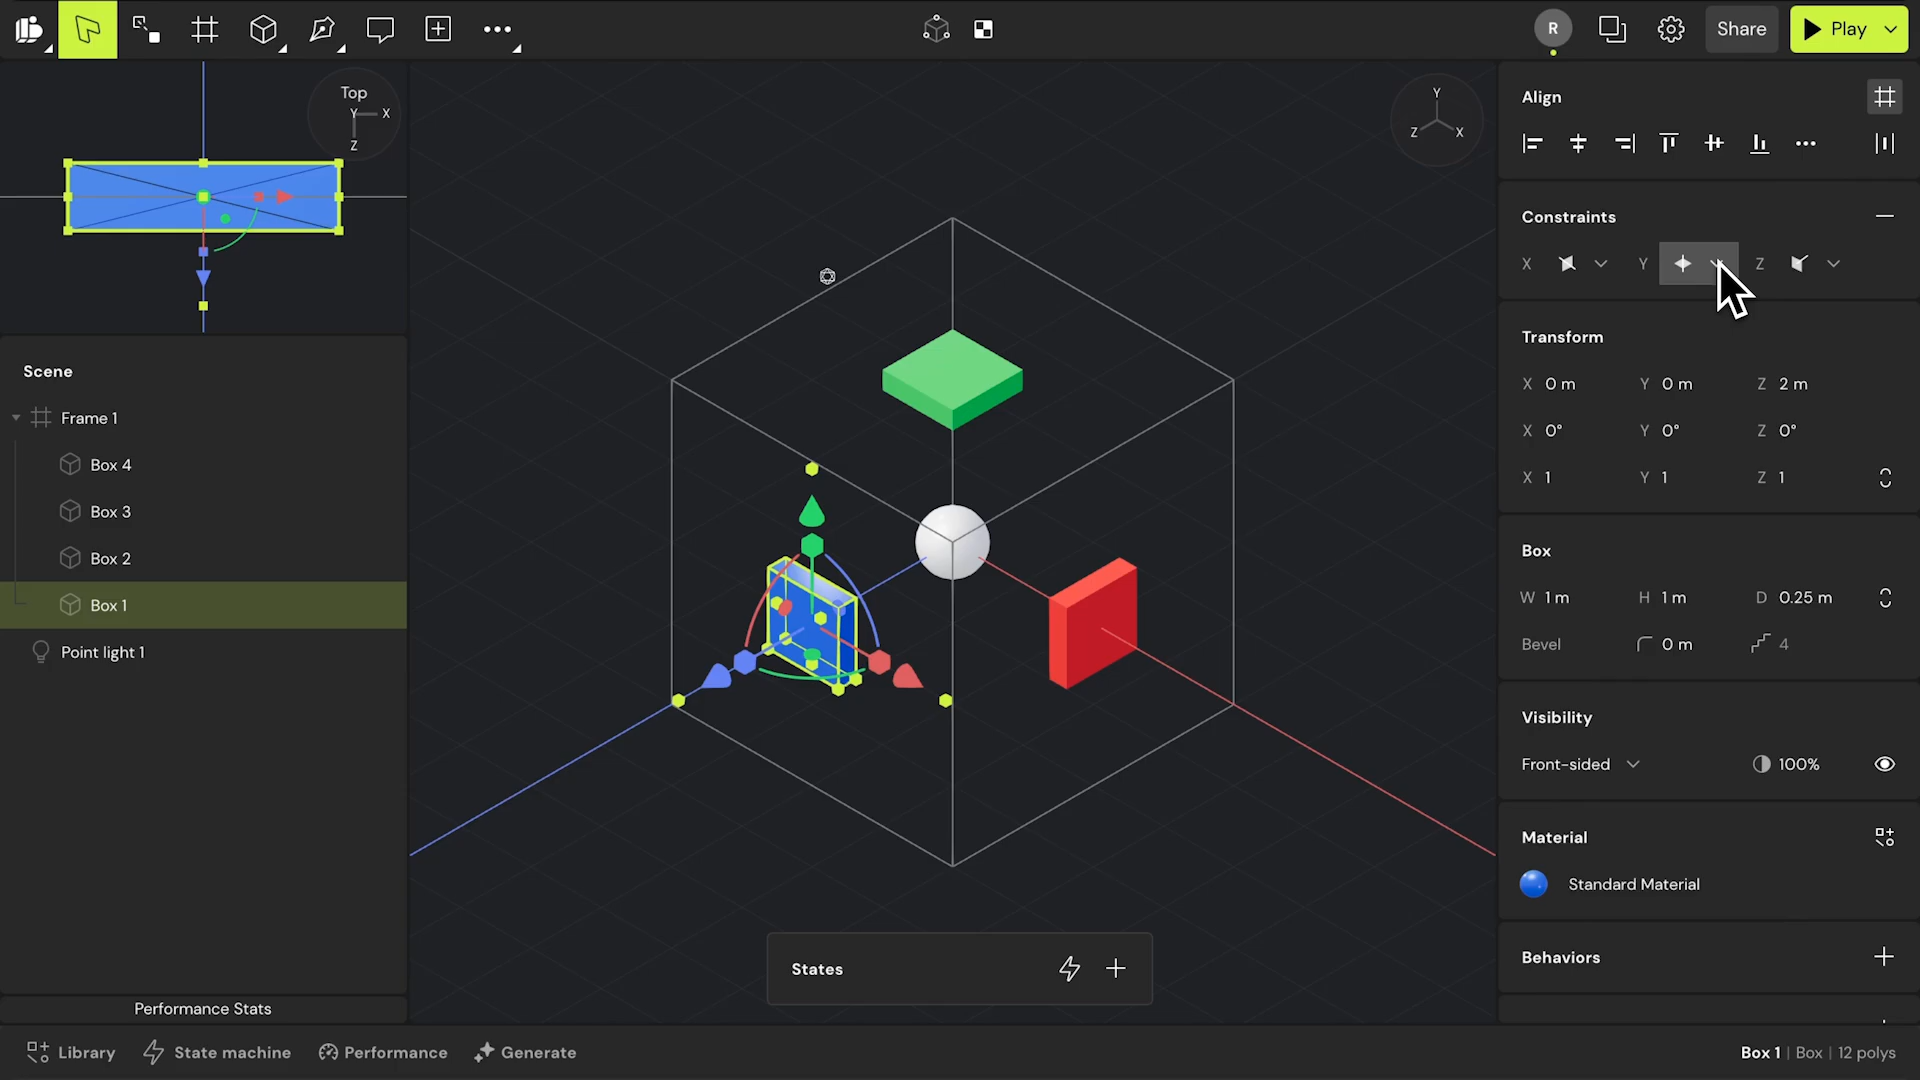 R
Share
Play
Top
Y X
Z
Scene
Frame 1
Box 4
Box 3
Box 2
Box 1
Point light 1
Performance Stats
Y
Z X
States
Align
Constraints
X Y Z
Transform
X 0 m Y 0 m Z 2 m
X 0° Y 0° Z 0°
X 1 Y 1 Z 1
Box
W 1 m H 1 m D 0.25 m
Bevel 0 m 4
Visibility
Front-sided 100%
Material
Standard Material
Behaviors
Library State machine Performance Generate
Box 1 | Box | 12 polys